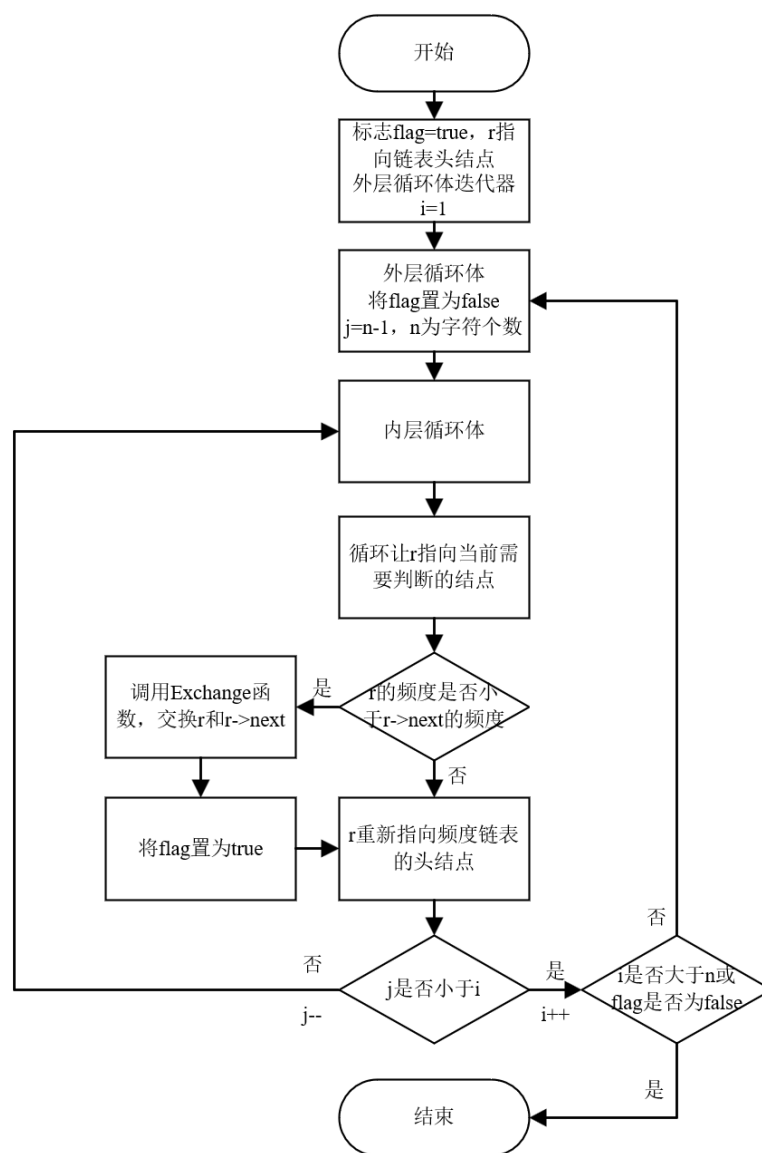 开始
标志flag=true，r指
向链表头结点
外层循环体迭代器
i=1
外层循环体
将flag置为false
j=n-1，n为字符个数
内层循环体
循环让r指向当前需
要判断的结点
r的频度是否小
于r->next的频度
是
调用Exchange函
数，交换r和r->next
否
将flag置为true
r重新指向频度链表
的头结点
j是否小于i
否
j--
是
i++
i是否大于n或
flag是否为false
否
是
结束